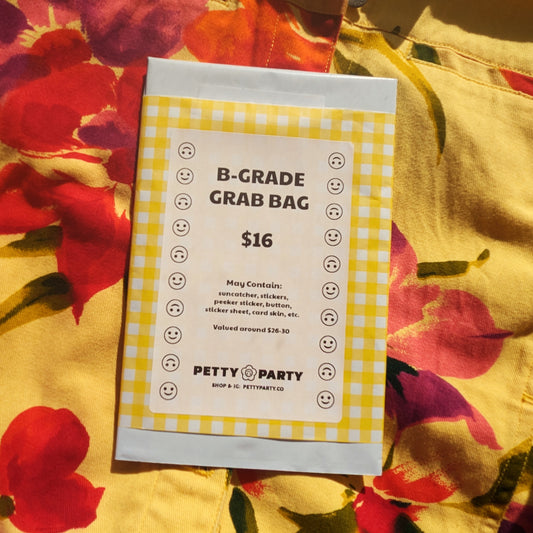 B-GRADE
GRAB BAG
$16
May Contain:
suncatcher, stickers,
peeker sticker, button,
sticker sheet, card skin, etc.
Valued around $26-30
PETTY PARTY
SHOP & IG: PETTYPARTY.CO